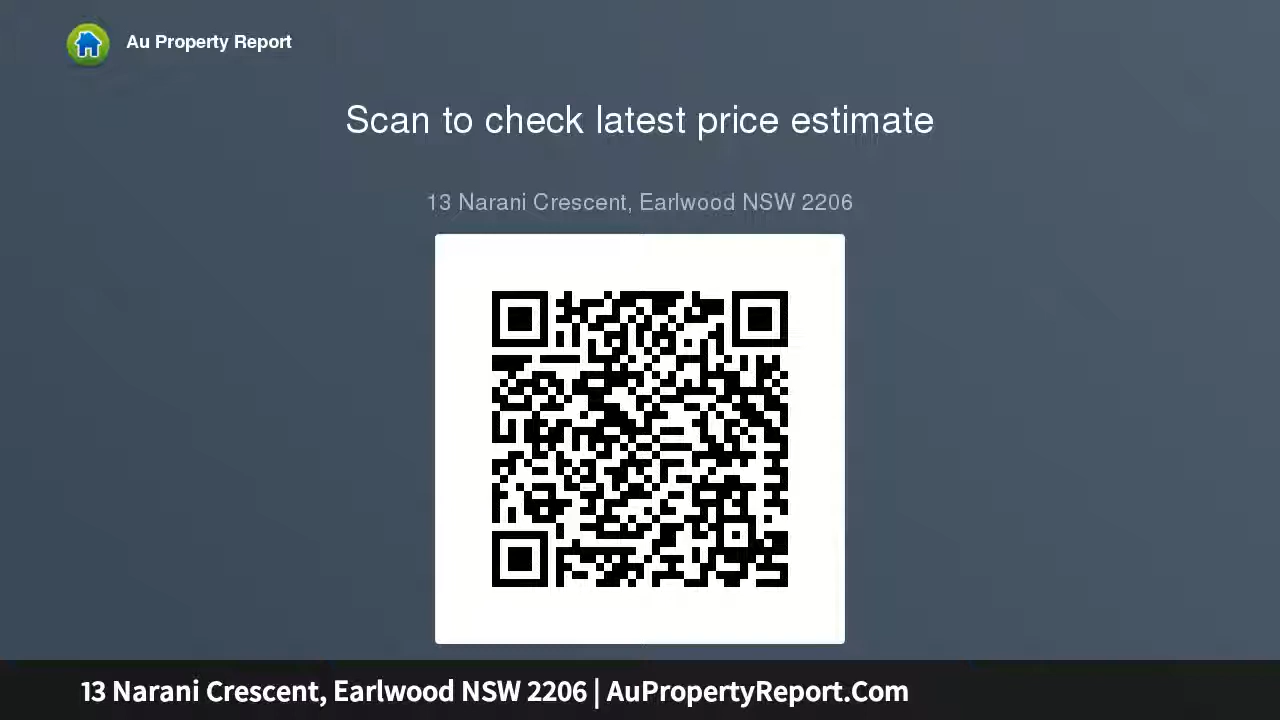 Au Property Report
Scan to check latest price estimate
13 Narani Crescent, Earlwood NSW 2206
13 Narani Crescent, Earlwood NSW 2206 | AuPropertyReport.Com